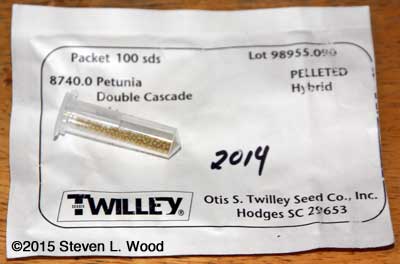 Packet 100 sds Lot 98955.090
8740.0 Petunia PELLETED
Double Cascade Hybrid
2014
TWILLEY® Otis S. Twilley Seed Co., Inc.
Hodges SC 29653
©2015 Steven L. Wood